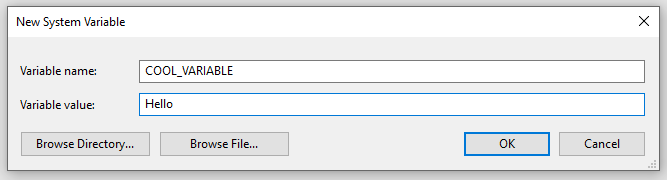 New System Variable
Variable name: COOL_VARIABLE
Variable value: Hello
Browse Directory... Browse File... OK Cancel